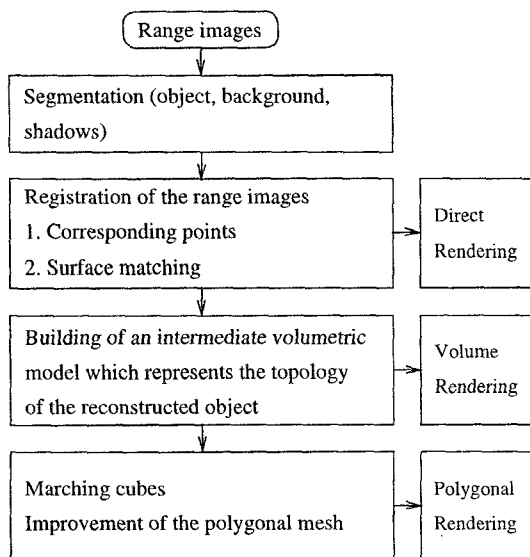 Range images
Segmentation (object, background,
shadows)
Registration of the range images
1. Corresponding points
2. Surface matching
Direct
Rendering
Building of an intermediate volumetric
model which represents the topology
of the reconstructed object
Volume
Rendering
Marching cubes
Improvement of the polygonal mesh
Polygonal
Rendering